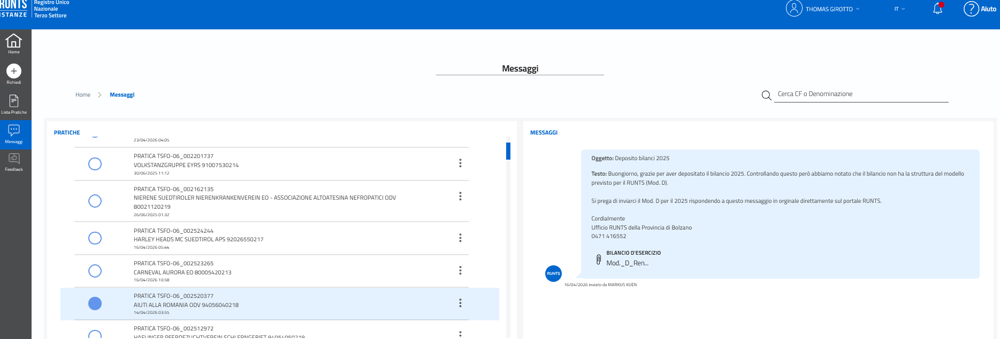 RUNTS
ISTANZE
Registro Unico
Nazionale
Terzo Settore
THOMAS GIROTTO
IT
Aiuto
Home
Richiedi
Lista Pratiche
Messaggi
Feedback
Messaggi
Home > Messaggi
Cerca CF o Denominazione
PRATICHE
23/04/2026 04:05
PRATICA TSFO-06_002201737
VOLKSTANZGRUPPE EYRS 91007530214
30/06/2025 11:12
PRATICA TSFO-06_002162135
NIERENE SUEDTIROLER NIERENKRANKENVEREIN EO - ASSOCIAZIONE ALTOATESINA NEFROPATICI ODV
80021120219
26/06/2025 01:32
PRATICA TSFO-06_002524244
HARLEY HEADS MC SUEDTIROL APS 92026550217
16/04/2026 05:44
PRATICA TSFO-06_002523265
CARNEVAL AURORA EO 80005420213
16/04/2026 10:58
PRATICA TSFO-06_002520377
AIUTI ALLA ROMANIA ODV 94056040218
14/04/2026 03:55
PRATICA TSFO-06_002512972
HAFLINGER PFERDEZUCHTVEREIN SCHLERNGEBIET 94054050219
MESSAGGI
Oggetto: Deposito bilanci 2025
Testo: Buongiorno, grazie per aver depositato il bilancio 2025. Controllando questo però abbiamo notato che il bilancio non ha la struttura del modello
previsto per il RUNTS (Mod. D).
Si prega di inviarci il Mod. D per il 2025 rispondendo a questo messaggio in orginale direttamente sul portale RUNTS.
Cordialmente
Ufficio RUNTS della Provincia di Bolzano
0471 416552
BILANCIO D'ESERCIZIO
Mod._D_Ren...
RUNTS
16/04/2026 inviato da MARKUS KUEN